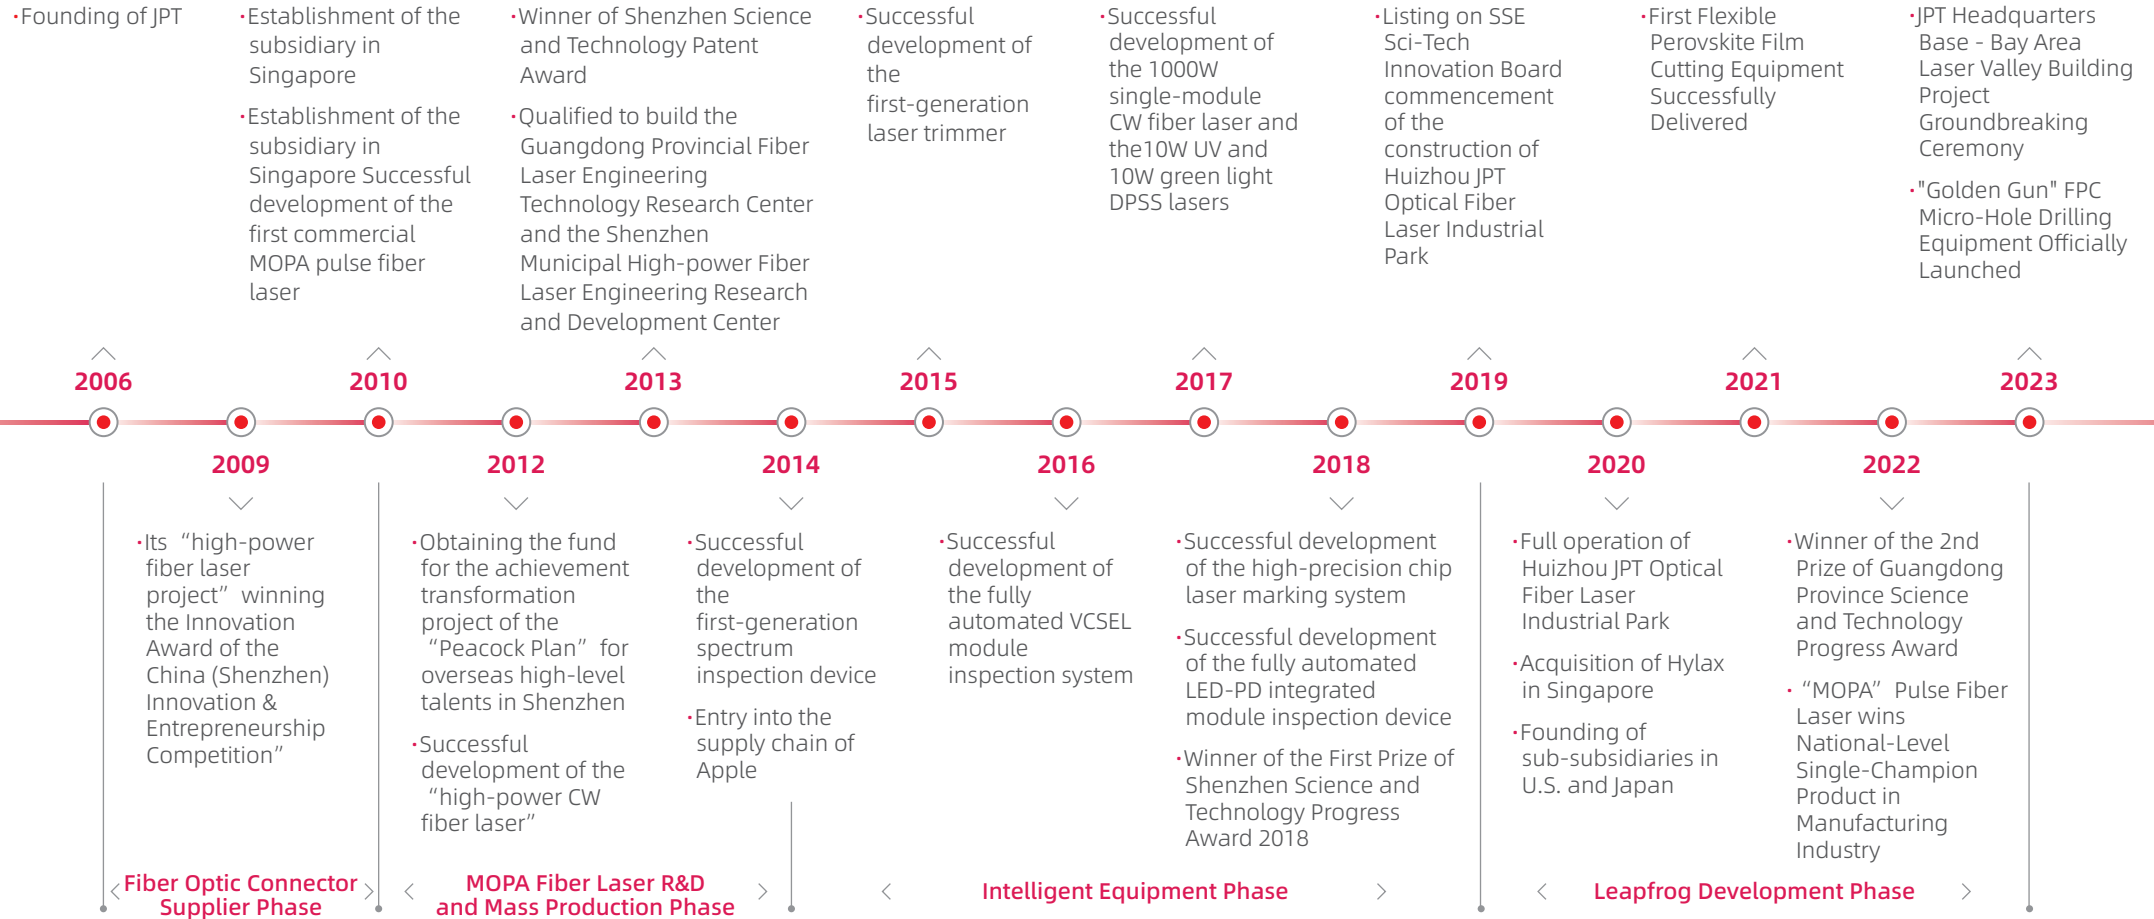 ·Founding of JPT
·Establishment of the
subsidiary in
Singapore
·Establishment of the
subsidiary in
Singapore Successful
development of the
first commercial
MOPA pulse fiber
laser
·Winner of Shenzhen Science
and Technology Patent
Award
·Qualified to build the
Guangdong Provincial Fiber
Laser Engineering
Technology Research Center
and the Shenzhen
Municipal High-power Fiber
Laser Engineering Research
and Development Center
·Successful
development of
the
first-generation
laser trimmer
·Successful
development of
the 1000W
single-module
CW fiber laser and
the10W UV and
10W green light
DPSS lasers
·Listing on SSE
Sci-Tech
Innovation Board
commencement
of the
construction of
Huizhou JPT
Optical Fiber
Laser Industrial
Park
·First Flexible
Perovskite Film
Cutting Equipment
Successfully
Delivered
·JPT Headquarters
Base - Bay Area
Laser Valley Building
Project
Groundbreaking
Ceremony
·"Golden Gun" FPC
Micro-Hole Drilling
Equipment Officially
Launched
2006
2010
2013
2015
2017
2019
2021
2023
2009
2012
2014
2016
2018
2020
2022
·Its “high-power
fiber laser
project” winning
the Innovation
Award of the
China (Shenzhen)
Innovation &
Entrepreneurship
Competition”
·Obtaining the fund
for the achievement
transformation
project of the
“Peacock Plan” for
overseas high-level
talents in Shenzhen
·Successful
development of the
“high-power CW
fiber laser”
·Successful
development of
the
first-generation
spectrum
inspection device
·Entry into the
supply chain of
Apple
·Successful
development of
the fully
automated VCSEL
module
inspection system
·Successful development
of the high-precision chip
laser marking system
·Successful development
of the fully automated
LED-PD integrated
module inspection device
·Winner of the First Prize of
Shenzhen Science and
Technology Progress
Award 2018
·Full operation of
Huizhou JPT Optical
Fiber Laser
Industrial Park
·Acquisition of Hylax
in Singapore
·Founding of
sub-subsidiaries in
U.S. and Japan
·Winner of the 2nd
Prize of Guangdong
Province Science
and Technology
Progress Award
·“MOPA” Pulse Fiber
Laser wins
National-Level
Single-Champion
Product in
Manufacturing
Industry
Fiber Optic Connector
Supplier Phase
MOPA Fiber Laser R&D
and Mass Production Phase
Intelligent Equipment Phase
Leapfrog Development Phase